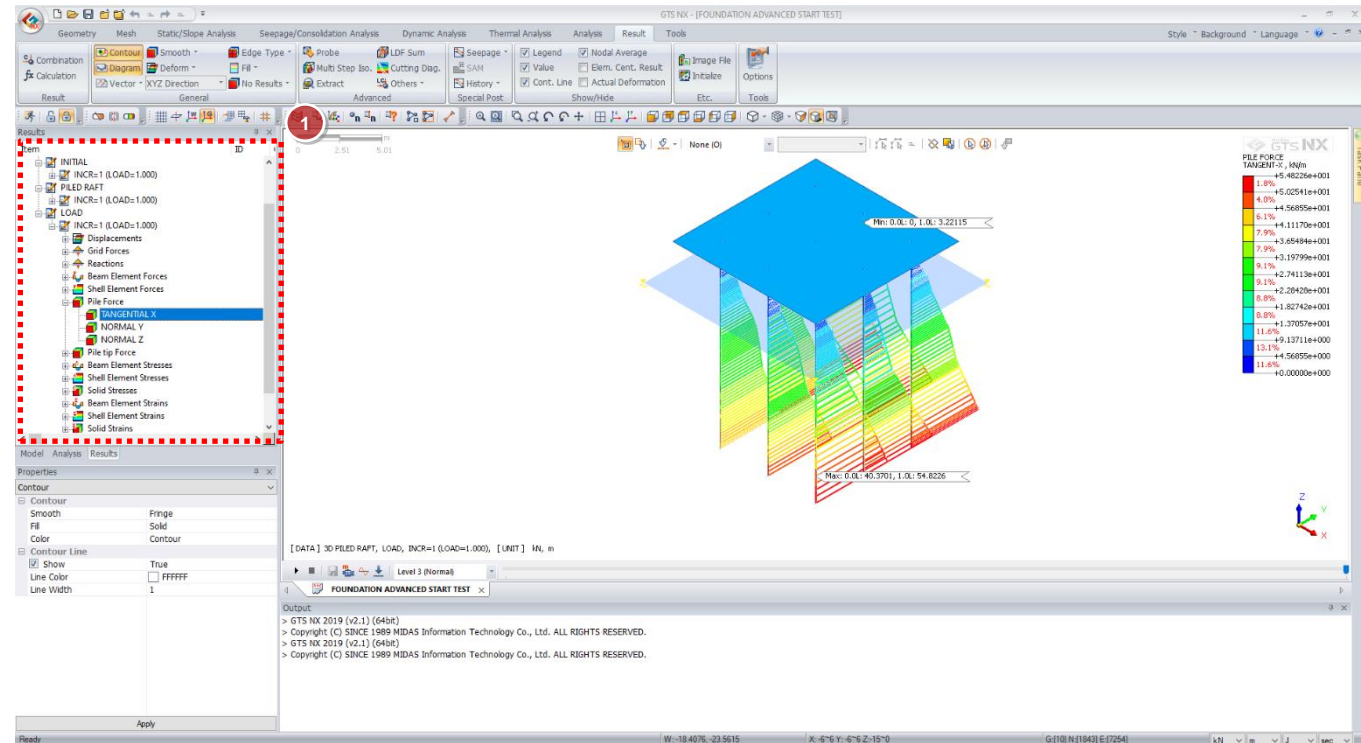 GTS NX - [FOUNDATION ADVANCED START TEST]
Geometry Mesh Static/Slope Analysis Seepage/Consolidation Analysis Dynamic Analysis Thermal Analysis Analysis Result Tools Style Background Language
Combination Contour Smooth Edge Type Probe LDF Sum Seepage Legend Nodal Average Image File
Calculation Diagram Deform Fill Multi Step Iso. Cutting Diag. SAM Value Elem. Cent. Result Initialize Options
Vector XYZ Direction No Results Extract Others History Cont. Line Actual Deformation
Result General Advanced Special Post Show/Hide Etc. Tools
1
Results
Item ID
INITIAL
INCR=1 (LOAD=1.000)
PILED RAFT
INCR=1 (LOAD=1.000)
LOAD
INCR=1 (LOAD=1.000)
Displacements
Grid Forces
Reactions
Beam Element Forces
Shell Element Forces
Pile Force
TANGENTIAL X
NORMAL Y
NORMAL Z
Pile tip Force
Beam Element Stresses
Shell Element Stresses
Solid Stresses
Beam Element Strains
Shell Element Strains
Solid Strains
Model Analysis Results
Properties
Contour
Contour
Smooth Fringe
Fill Solid
Color Contour
Contour Line
Show True
Line Color FFFFFF
Line Width 1
Apply
Ready
0 2.51 5.01
m
None (0)
Min: 0.0L: 0, 1.0L: 3.22115
Max: 0.0L: 40.3701, 1.0L: 54.8226
GTS NX
PILE FORCE
TANGENT-X , kN/m
+5.48226e+001
1.8%
+5.02541e+001
4.0%
+4.56855e+001
6.1%
+4.11170e+001
7.9%
+3.65484e+001
7.9%
+3.19799e+001
9.1%
+2.74113e+001
9.1%
+2.28428e+001
8.8%
+1.82742e+001
8.8%
+1.37057e+001
11.6%
+9.13711e+000
13.1%
+4.56855e+000
11.6%
+0.00000e+000
Task Pane
Z
Y
X
[DATA] 3D PILED RAFT, LOAD, INCR=1 (LOAD=1.000), [UNIT] kN, m
Level 3 (Normal)
FOUNDATION ADVANCED START TEST
Output
> GTS NX 2019 (v2.1) (64bit)
> Copyright (C) SINCE 1989 MIDAS Information Technology Co., Ltd. ALL RIGHTS RESERVED.
> GTS NX 2019 (v2.1) (64bit)
> Copyright (C) SINCE 1989 MIDAS Information Technology Co., Ltd. ALL RIGHTS RESERVED.
W: -18.4076, -23.5615 X: -6~6 Y: -6~6 Z:-15~0 G:[10] N:[1843] E:[7254] kN m J sec